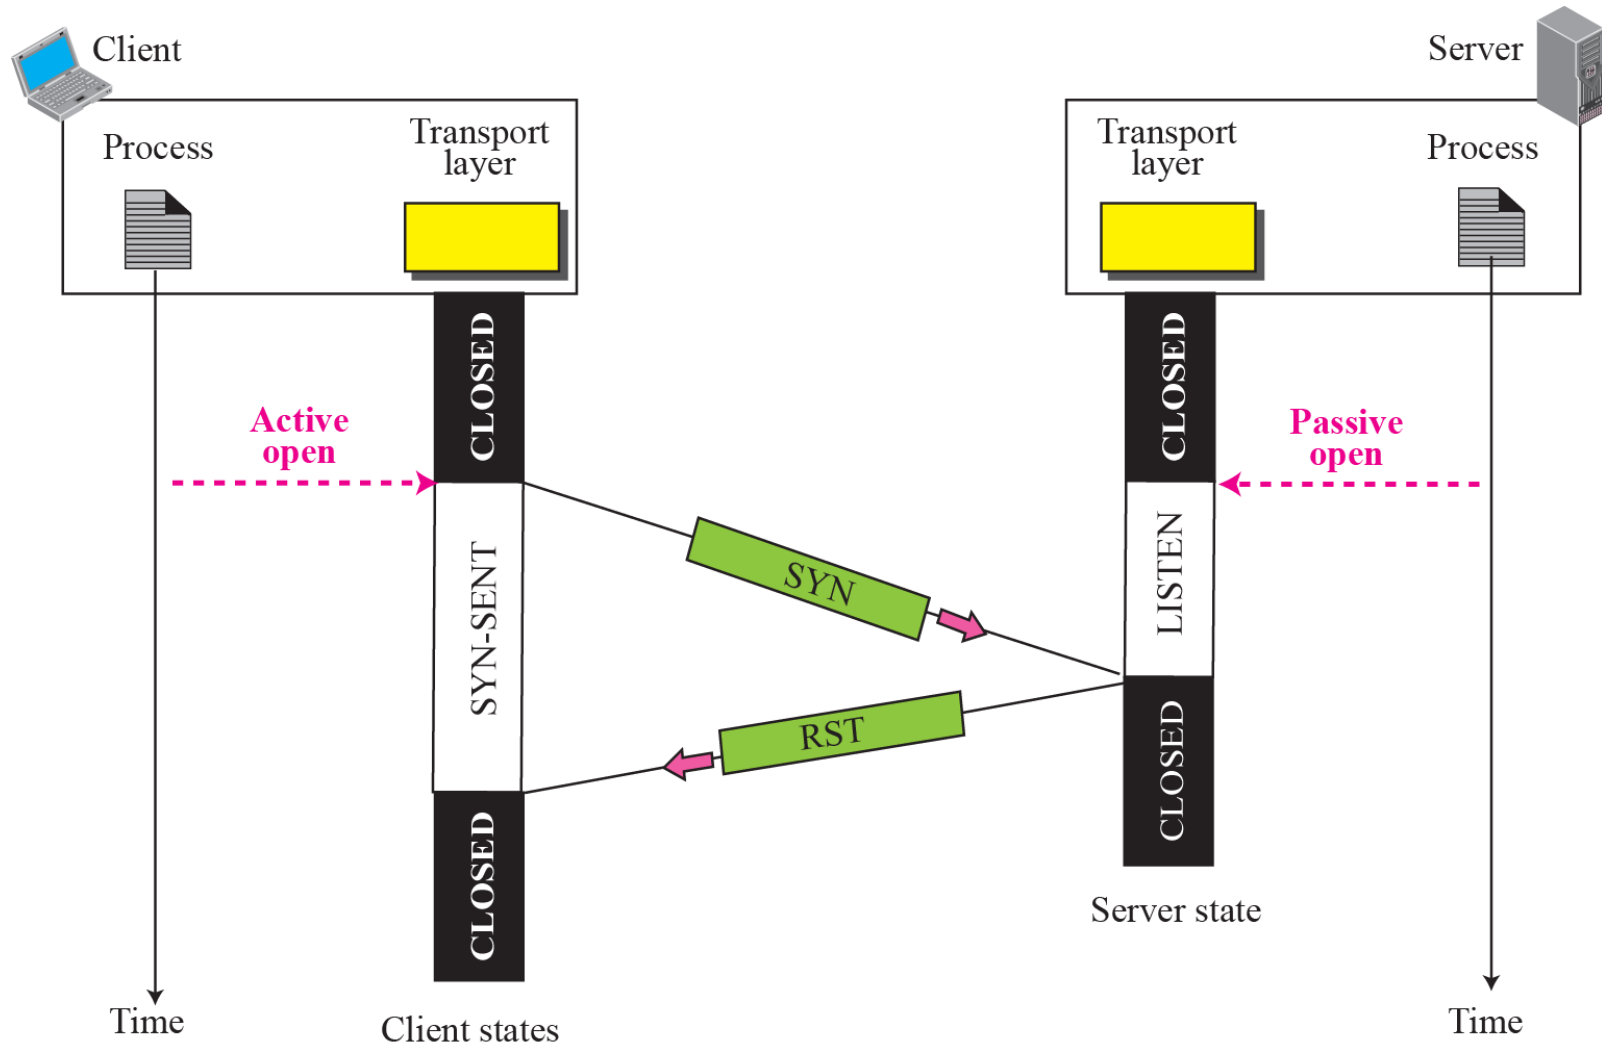 Client
Server
Process
Transport
layer
Transport
layer
Process
CLOSED
CLOSED
Active
open
Passive
open
SYN-SENT
SYN
LISTEN
RST
CLOSED
CLOSED
Server state
Time
Client states
Time